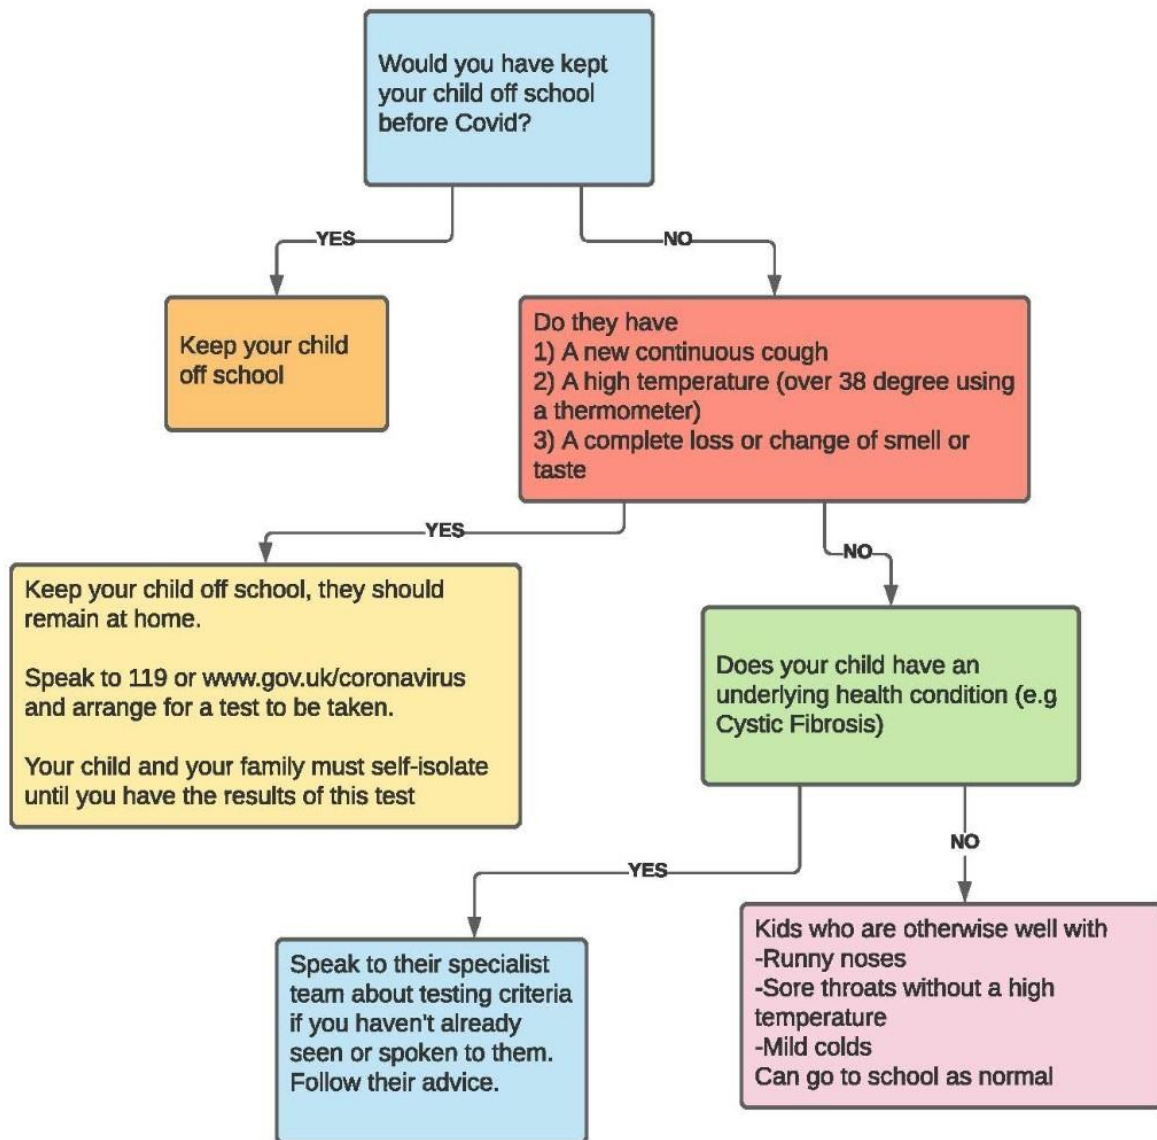 Would you have kept
your child off school
before Covid?
YES
NO
Keep your child
off school
Do they have
1) A new continuous cough
2) A high temperature (over 38 degree using
a thermometer)
3) A complete loss or change of smell or
taste
YES
NO
Keep your child off school, they should
remain at home.
Speak to 119 or www.gov.uk/coronavirus
and arrange for a test to be taken.
Your child and your family must self-isolate
until you have the results of this test
Does your child have an
underlying health condition (e.g
Cystic Fibrosis)
YES
NO
Speak to their specialist
team about testing criteria
if you haven't already
seen or spoken to them.
Follow their advice.
Kids who are otherwise well with
-Runny noses
-Sore throats without a high
temperature
-Mild colds
Can go to school as normal